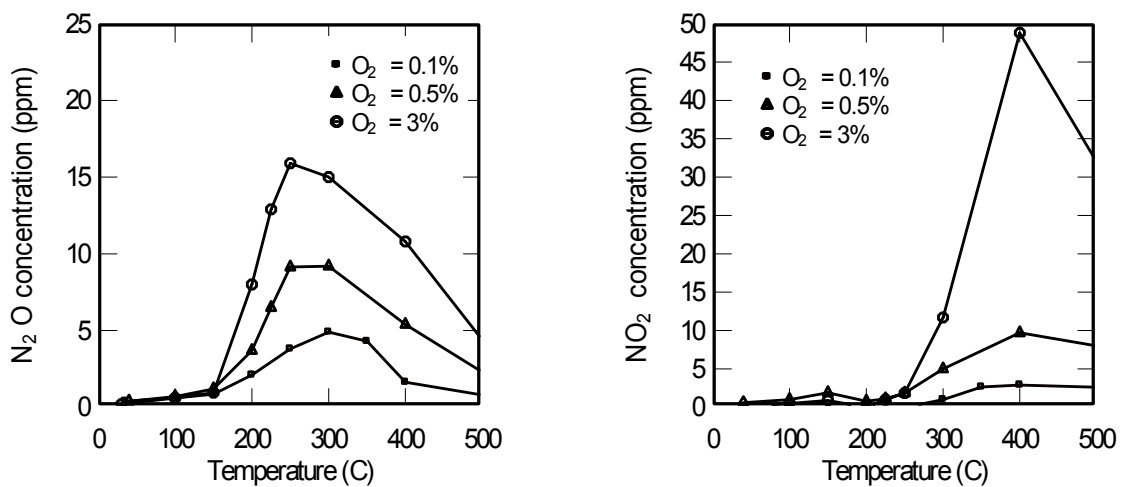 N2 O concentration (ppm)
25
20
15
10
5
0
O2 = 0.1%
O2 = 0.5%
O2 = 3%
0 100 200 300 400 500
Temperature (C)
NO2 concentration (ppm)
50
45
40
35
30
25
20
15
10
5
0
O2 = 0.1%
O2 = 0.5%
O2 = 3%
0 100 200 300 400 500
Temperature (C)